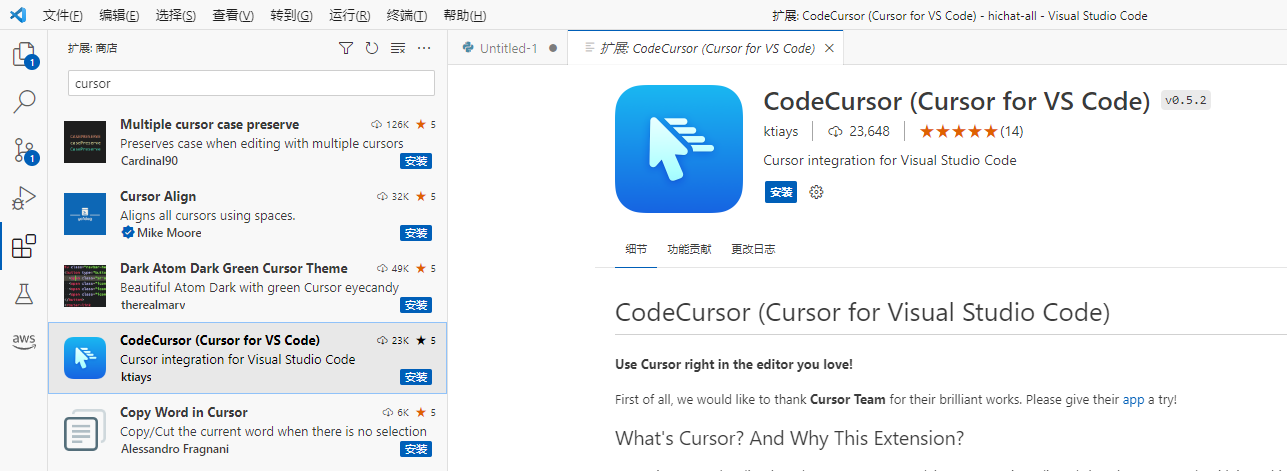 文件(F) 编辑(E) 选择(S) 查看(V) 转到(G) 运行(R) 终端(T) 帮助(H) 扩展: CodeCursor (Cursor for VS Code) - hichat-all - Visual Studio Code
扩展: 商店
cursor
Multiple cursor case preserve 126K ★ 5
Preserves case when editing with multiple cursors
Cardinal90 安装
Cursor Align 32K ★ 5
Aligns all cursors using spaces.
Mike Moore 安装
Dark Atom Dark Green Cursor Theme 49K ★ 5
Beautiful Atom Dark with green Cursor eyecandy
therealmarv 安装
CodeCursor (Cursor for VS Code) 23K ★ 5
Cursor integration for Visual Studio Code
ktiays 安装
Copy Word in Cursor 6K ★ 5
Copy/Cut the current word when there is no selection
Alessandro Fragnani 安装
1
1
aws
Untitled-1 ● 扩展: CodeCursor (Cursor for VS Code) ×
CodeCursor (Cursor for VS Code) v0.5.2
ktiays 23,648 ★★★★★(14)
Cursor integration for Visual Studio Code
安装
细节 功能贡献 更改日志
CodeCursor (Cursor for Visual Studio Code)
Use Cursor right in the editor you love!
First of all, we would like to thank Cursor Team for their brilliant works. Please give their app a try!
What's Cursor? And Why This Extension?